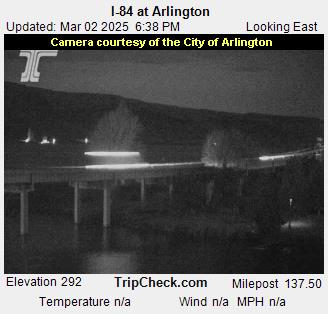 I-84 at Arlington
Updated: Mar 02 2025 6:38 PM Looking East
Camera courtesy of the City of Arlington
Elevation 292 TripCheck.com Milepost 137.50
Temperature n/a Wind n/a MPH n/a